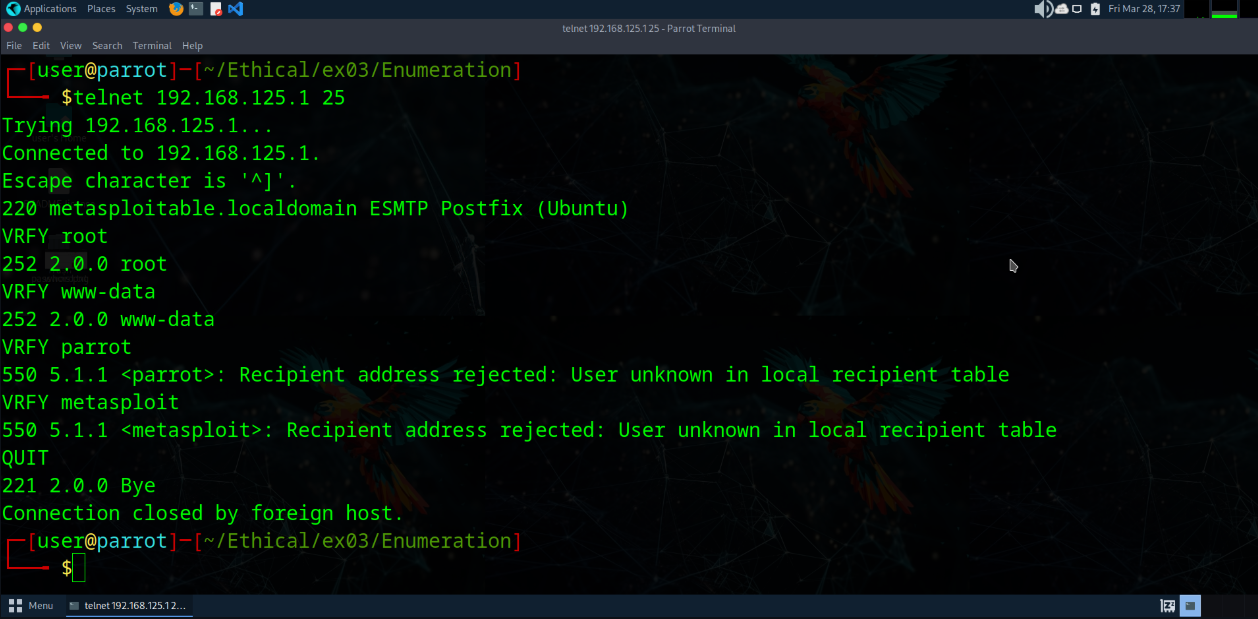 Applications Places System
Fri Mar 28, 17:37
telnet 192.168.125.1 25 - Parrot Terminal
File Edit View Search Terminal Help
[user@parrot]-[~/Ethical/ex03/Enumeration]
$telnet 192.168.125.1 25
Trying 192.168.125.1...
Connected to 192.168.125.1.
Escape character is '^]'.
220 metasploitable.localdomain ESMTP Postfix (Ubuntu)
VRFY root
252 2.0.0 root
VRFY www-data
252 2.0.0 www-data
VRFY parrot
550 5.1.1 <parrot>: Recipient address rejected: User unknown in local recipient table
VRFY metasploit
550 5.1.1 <metasploit>: Recipient address rejected: User unknown in local recipient table
QUIT
221 2.0.0 Bye
Connection closed by foreign host.
[user@parrot]-[~/Ethical/ex03/Enumeration]
$
Menu telnet 192.168.125.1 2...